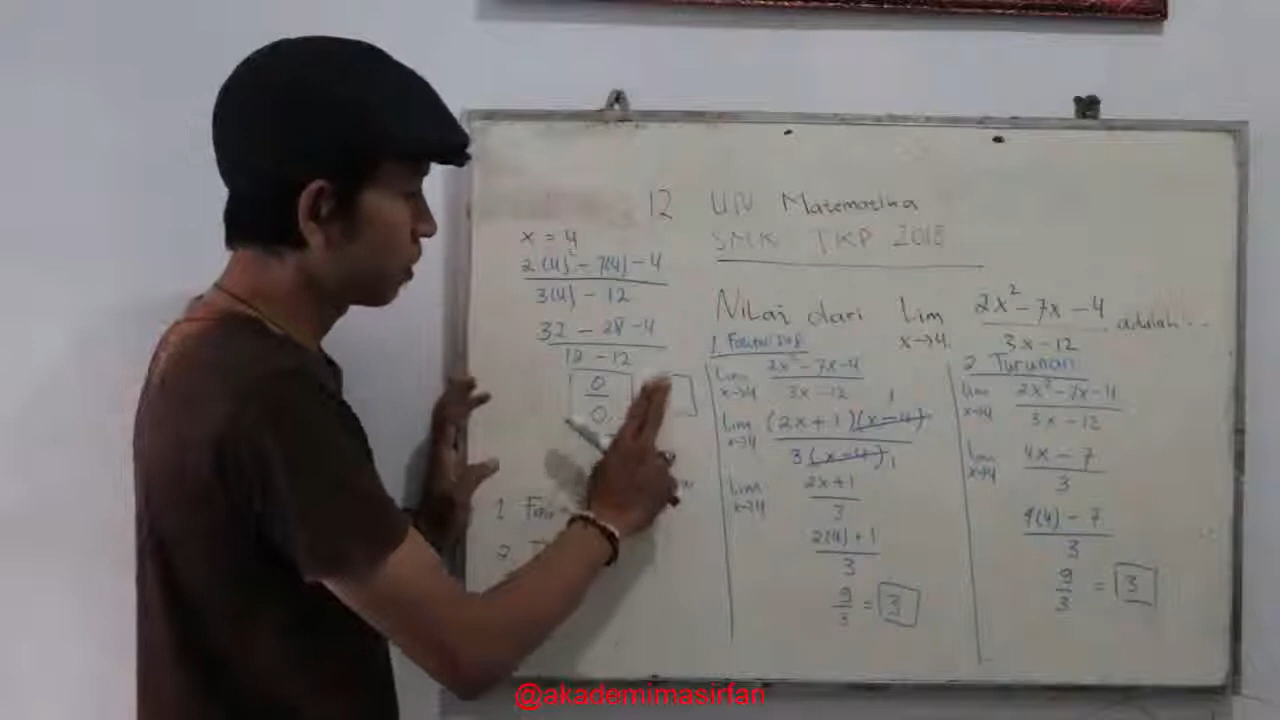 12 UN Matematika
SMK TKP 2018
x = 4
2(4)² - 7(4) - 4
3(4) - 12
32 - 28 - 4
12 - 12
0
0
1
2
Nilai dari Lim x→4 2x² - 7x - 4 adalah ...
3x - 12
1
Lim x→4 2x² - 7x - 4
3x - 12
Lim x→4 (2x + 1)(x - 4) 1
3(x - 4) 1
Lim x→4 2x + 1
3
2(4) + 1
3
9
3 = 3
2 Turunan
Lim x→4 2x² - 7x - 4
3x - 12
Lim x→4 4x - 7
3
4(4) - 7
3
9
3 = 3
@akademimasirfan